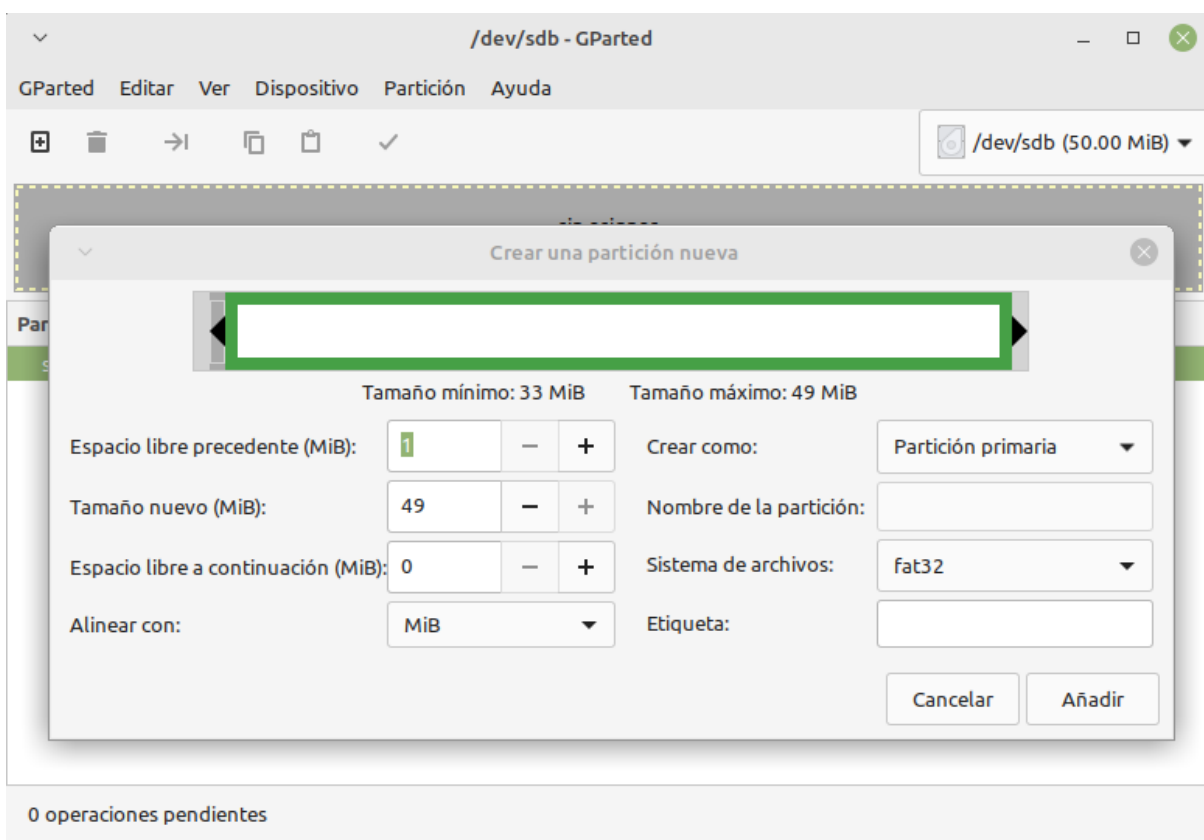 /dev/sdb - GParted
GParted Editar Ver Dispositivo Partición Ayuda
/dev/sdb (50.00 MiB)
Crear una partición nueva
Par
Tamaño mínimo: 33 MiB Tamaño máximo: 49 MiB
Espacio libre precedente (MiB): 1 Crear como: Partición primaria
Tamaño nuevo (MiB): 49 Nombre de la partición:
Espacio libre a continuación (MiB): 0 Sistema de archivos: fat32
Alinear con: MiB Etiqueta:
Cancelar Añadir
0 operaciones pendientes